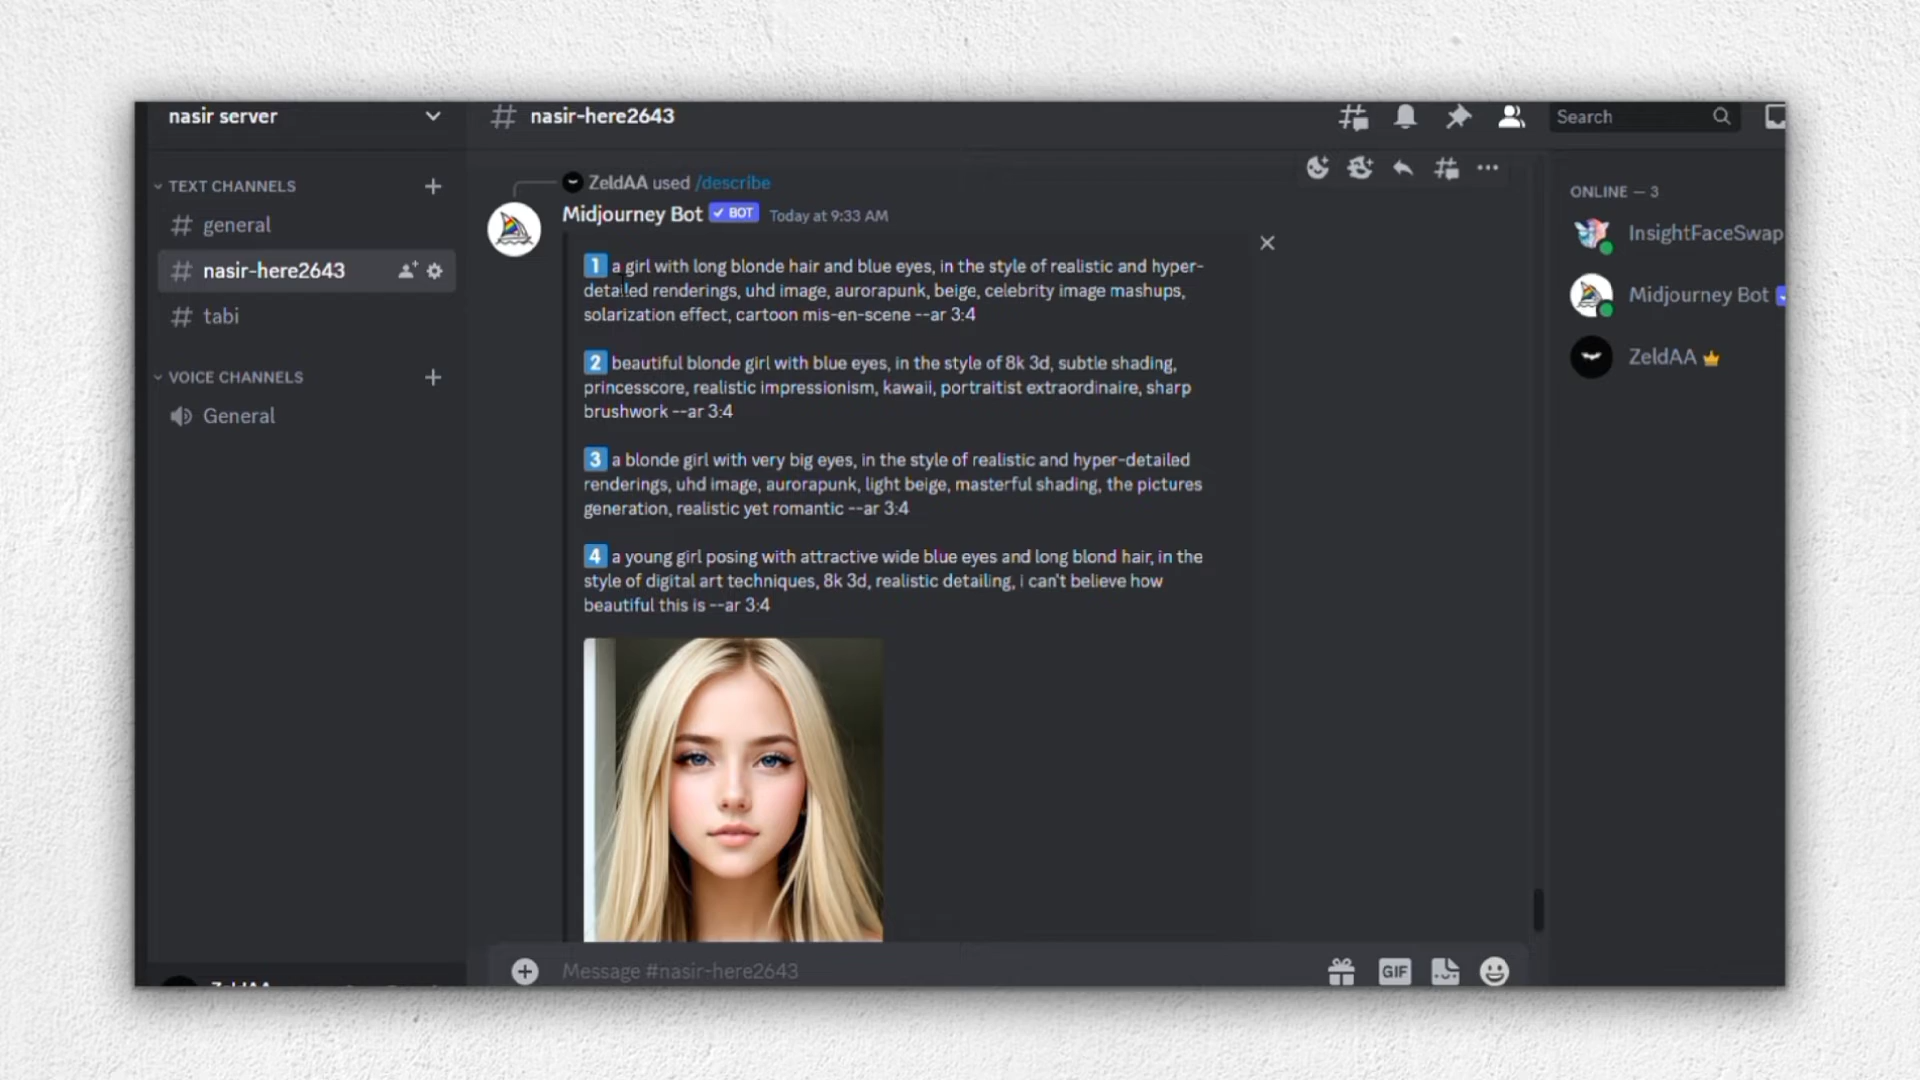 nasir server
TEXT CHANNELS
general
nasir-here2643
tabi
VOICE CHANNELS
General
nasir-here2643
Search
ZeldAA used /describe
Midjourney Bot BOT Today at 9:33 AM
1 a girl with long blonde hair and blue eyes, in the style of realistic and hyper-
detailed renderings, uhd image, aurorapunk, beige, celebrity image mashups,
solarization effect, cartoon mis-en-scene --ar 3:4
2 beautiful blonde girl with blue eyes, in the style of 8k 3d, subtle shading,
princesscore, realistic impressionism, kawaii, portraitist extraordinaire, sharp
brushwork --ar 3:4
3 a blonde girl with very big eyes, in the style of realistic and hyper-detailed
renderings, uhd image, aurorapunk, light beige, masterful shading, the pictures
generation, realistic yet romantic --ar 3:4
4 a young girl posing with attractive wide blue eyes and long blond hair, in the
style of digital art techniques, 8k 3d, realistic detailing, i can't believe how
beautiful this is --ar 3:4
Message #nasir-here2643
GIF
ONLINE — 3
InsightFaceSwap
Midjourney Bot
ZeldAA